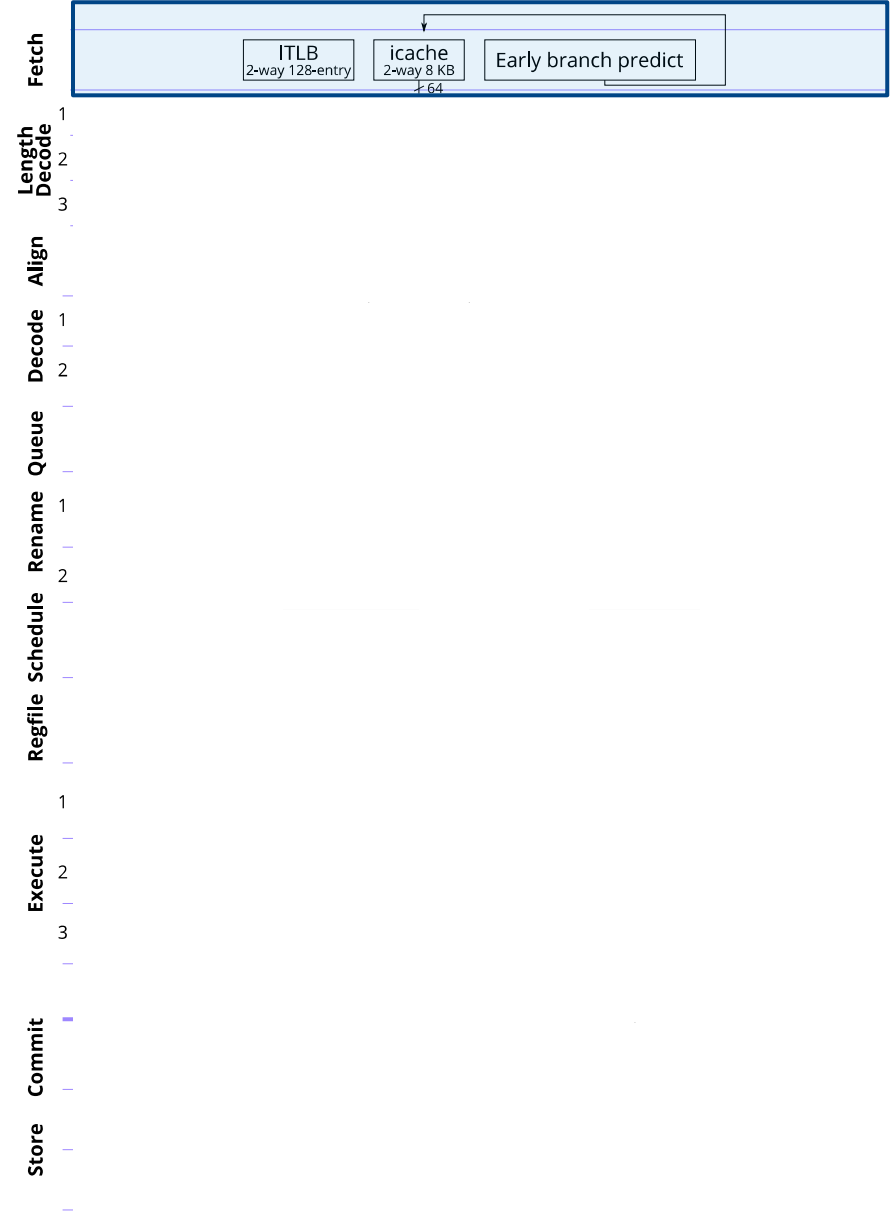 Fetch
ITLB
2-way 128-entry
icache
2-way 8 KB
Early branch predict
64
Length
Decode
1
2
3
Align
Decode
1
2
Queue
Rename
1
2
Schedule
Regfile
Execute
1
2
3
Commit
Store